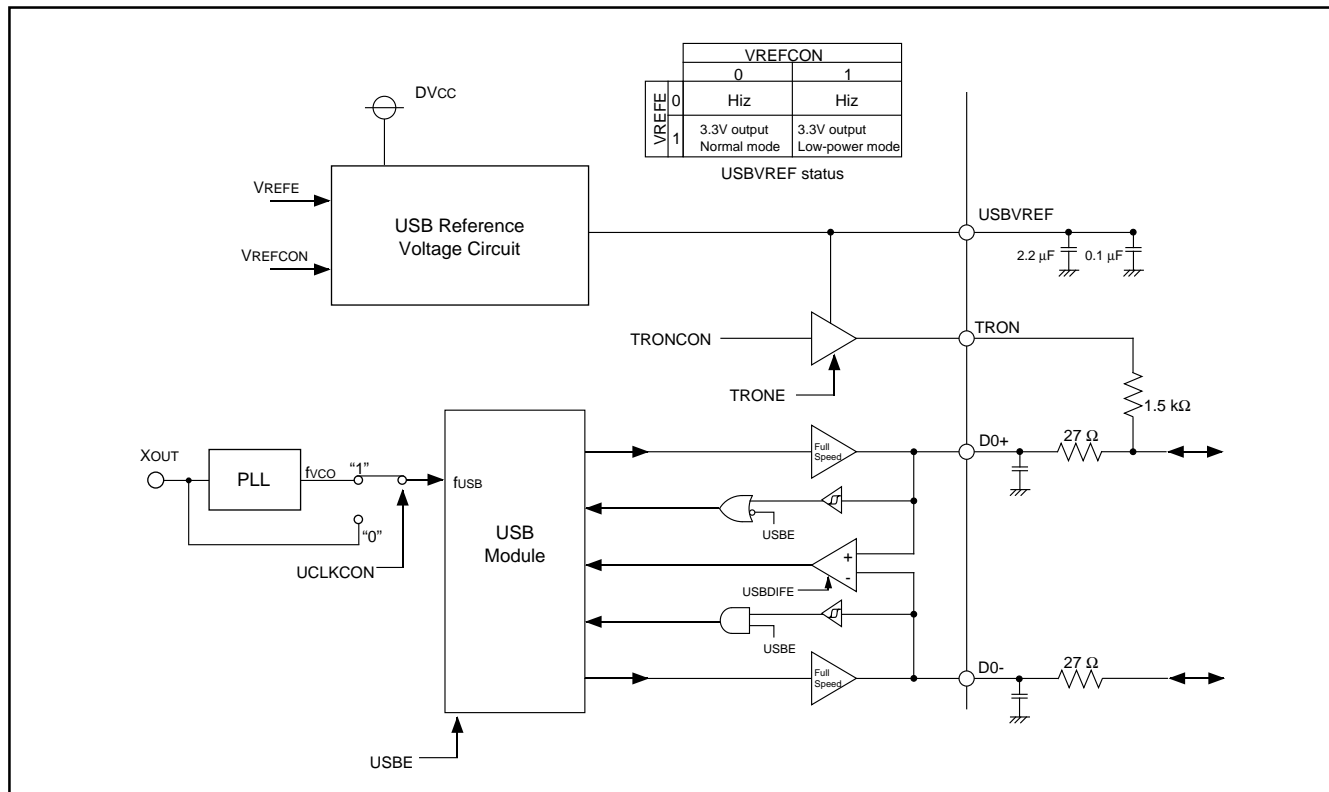 VREFCON
0 1
VREFE
0 Hiz Hiz
1 3.3V output Normal mode 3.3V output Low-power mode
USBVREF status
DVCC
VREFE
VREFCON
USB Reference
Voltage Circuit
USBVREF
2.2 μF 0.1 μF
TRONCON
TRON
TRONE
1.5 kΩ
XOUT
PLL
fVCO
"1"
"0"
UCLKCON
fUSB
USB
Module
USBE
Full
Speed
D0+
27 Ω
USBE
+
-
USBDIFE
USBE
Full
Speed
D0-
27 Ω